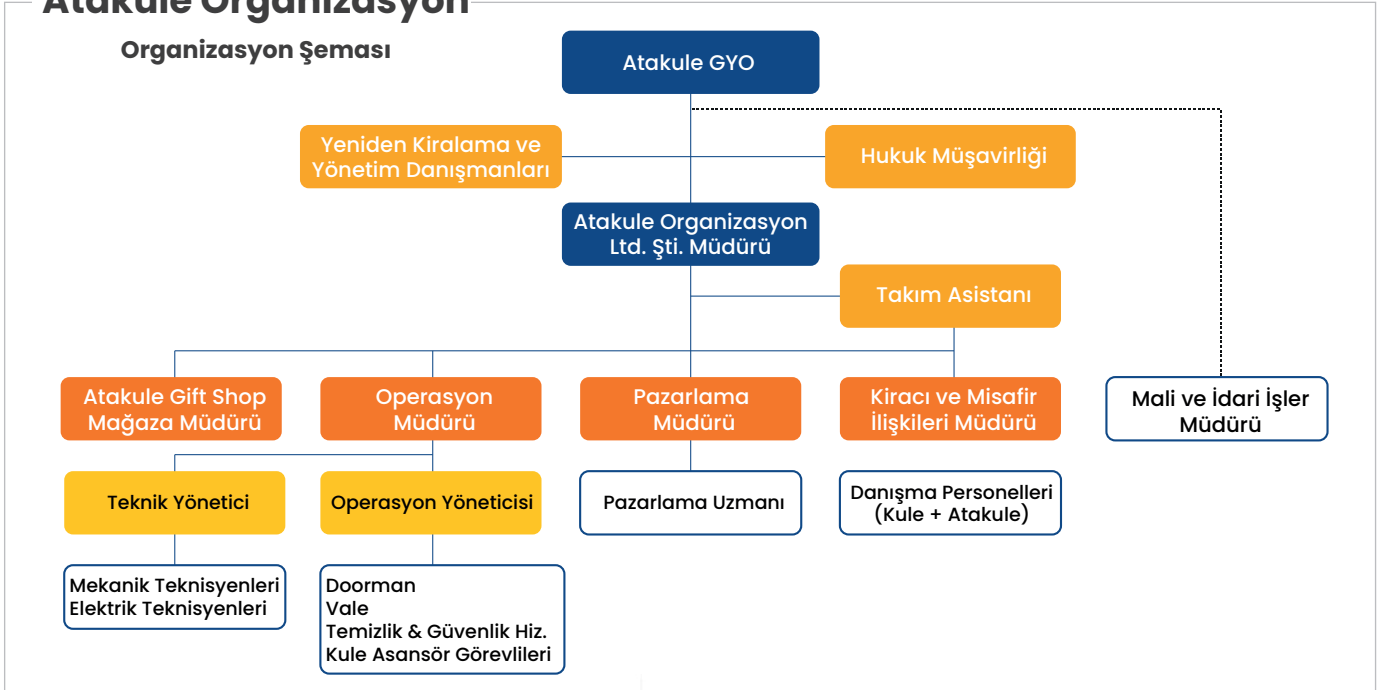 Atakule Organizasyon
Organizasyon Şeması
Atakule GYO
Yeniden Kiralama ve
Yönetim Danışmanları
Hukuk Müşavirliği
Atakule Organizasyon
Ltd. Şti. Müdürü
Takım Asistanı
Atakule Gift Shop
Mağaza Müdürü
Operasyon
Müdürü
Pazarlama
Müdürü
Kiracı ve Misafir
İlişkileri Müdürü
Mali ve İdari İşler
Müdürü
Teknik Yönetici
Operasyon Yöneticisi
Pazarlama Uzmanı
Danışma Personelleri
(Kule + Atakule)
Mekanik Teknisyenleri
Elektrik Teknisyenleri
Doorman
Vale
Temizlik & Güvenlik Hiz.
Kule Asansör Görevlileri